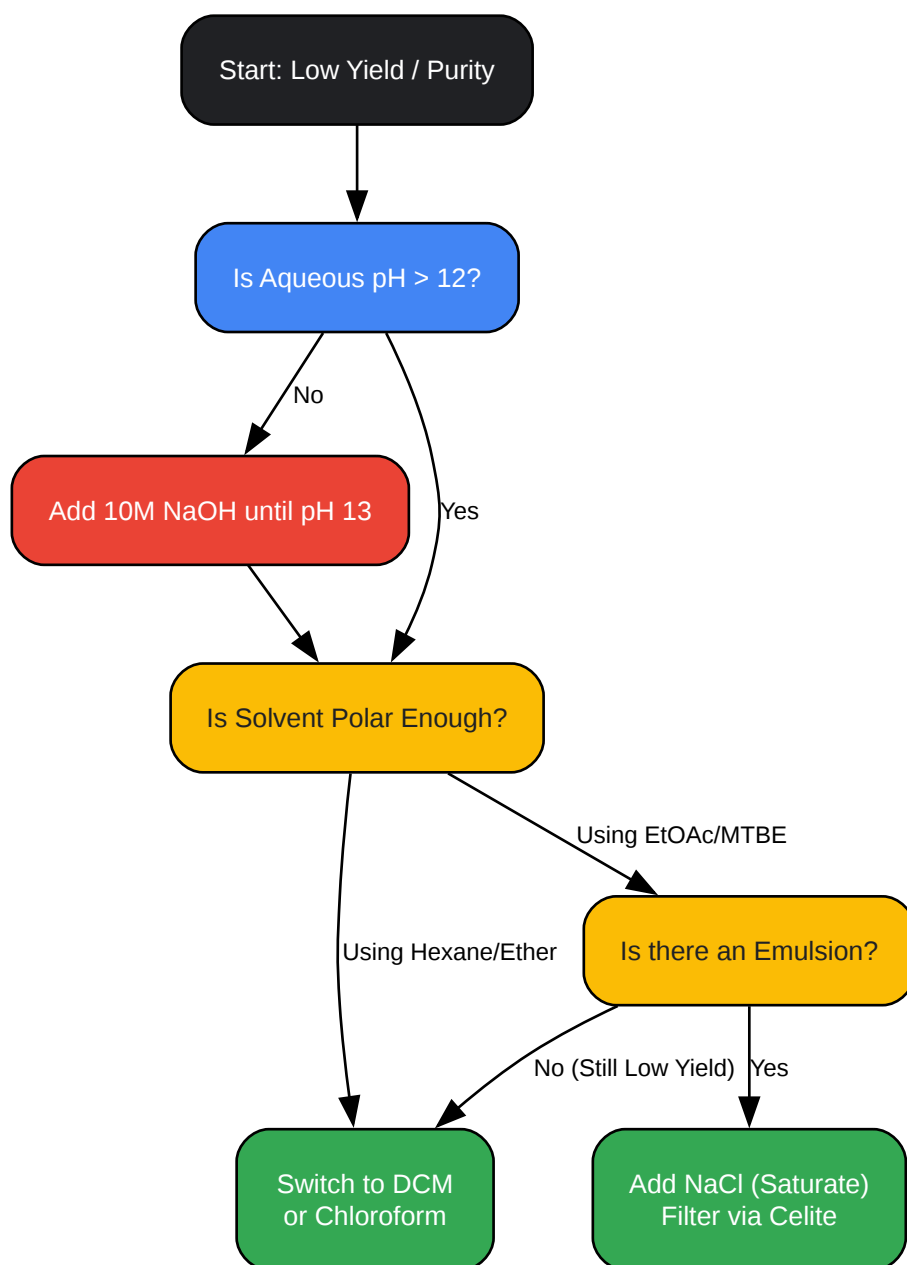 Start: Low Yield / Purity
Is Aqueous pH > 12?
No
Add 10M NaOH until pH 13
Yes
Is Solvent Polar Enough?
Using EtOAc/MTBE
Using Hexane/Ether
Is there an Emulsion?
No (Still Low Yield)
Yes
Switch to DCM
or Chloroform
Add NaCl (Saturate)
Filter via Celite